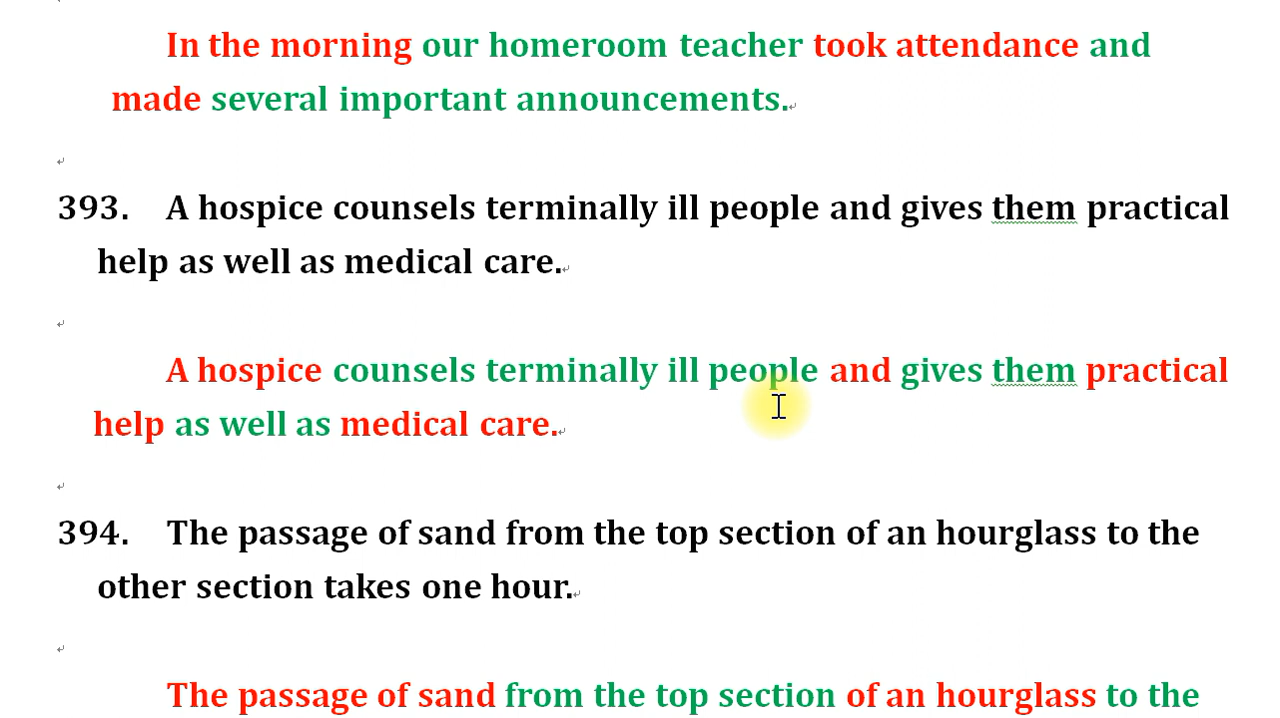 In the morning our homeroom teacher took attendance and
made several important announcements.
393. A hospice counsels terminally ill people and gives them practical
help as well as medical care.
A hospice counsels terminally ill people and gives them practical
help as well as medical care.
394. The passage of sand from the top section of an hourglass to the
other section takes one hour.
The passage of sand from the top section of an hourglass to the